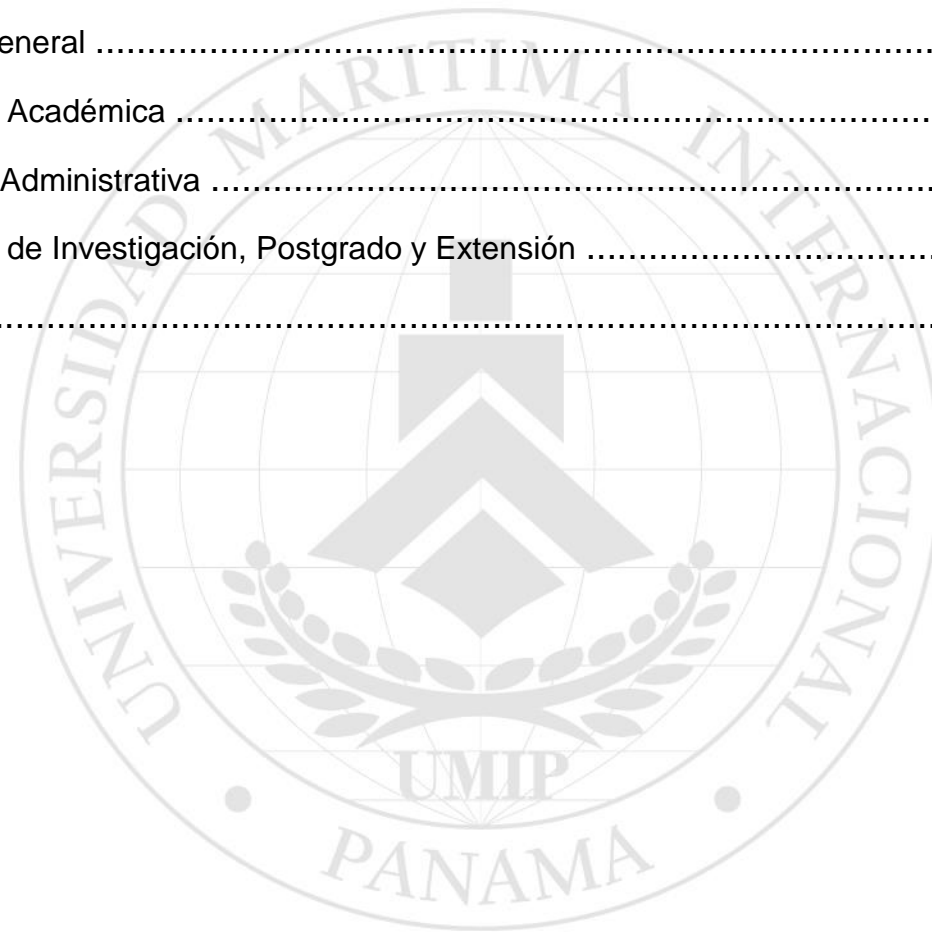 eneral ........................................................................................
Académica ................................................................................
Administrativa ............................................................................
de Investigación, Postgrado y Extensión ......................................
................................................................................................
UNIVERSIDAD MARITIMA INTERNACIONAL
UMIP
PANAMA